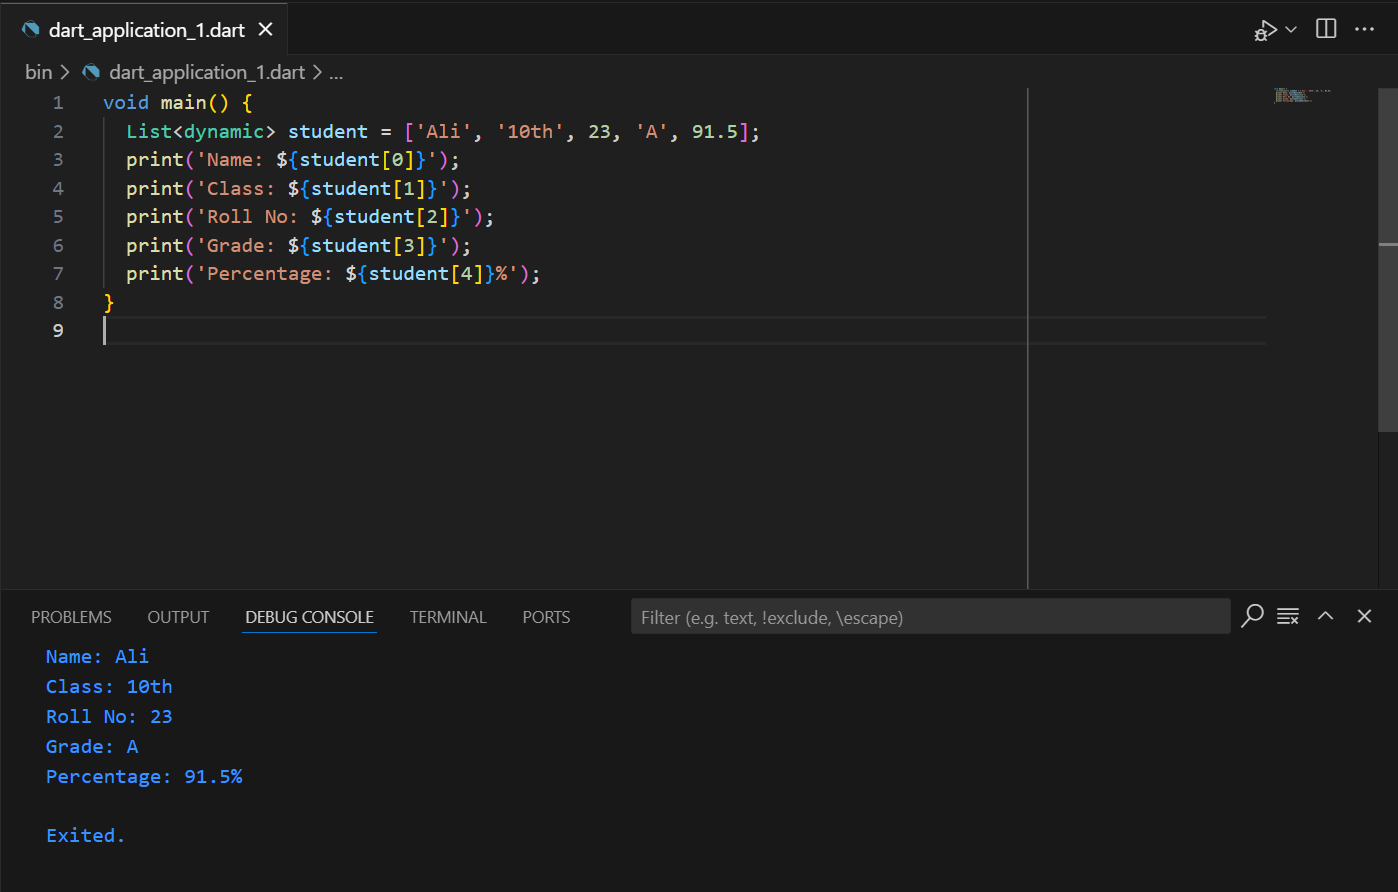 dart_application_1.dart
bin > dart_application_1.dart > ...
1 void main() {
2   List<dynamic> student = ['Ali', '10th', 23, 'A', 91.5];
3   print('Name: ${student[0]}');
4   print('Class: ${student[1]}');
5   print('Roll No: ${student[2]}');
6   print('Grade: ${student[3]}');
7   print('Percentage: ${student[4]}%');
8 }
9
PROBLEMS OUTPUT DEBUG CONSOLE TERMINAL PORTS Filter (e.g. text, !exclude, \escape)
Name: Ali
Class: 10th
Roll No: 23
Grade: A
Percentage: 91.5%
Exited.